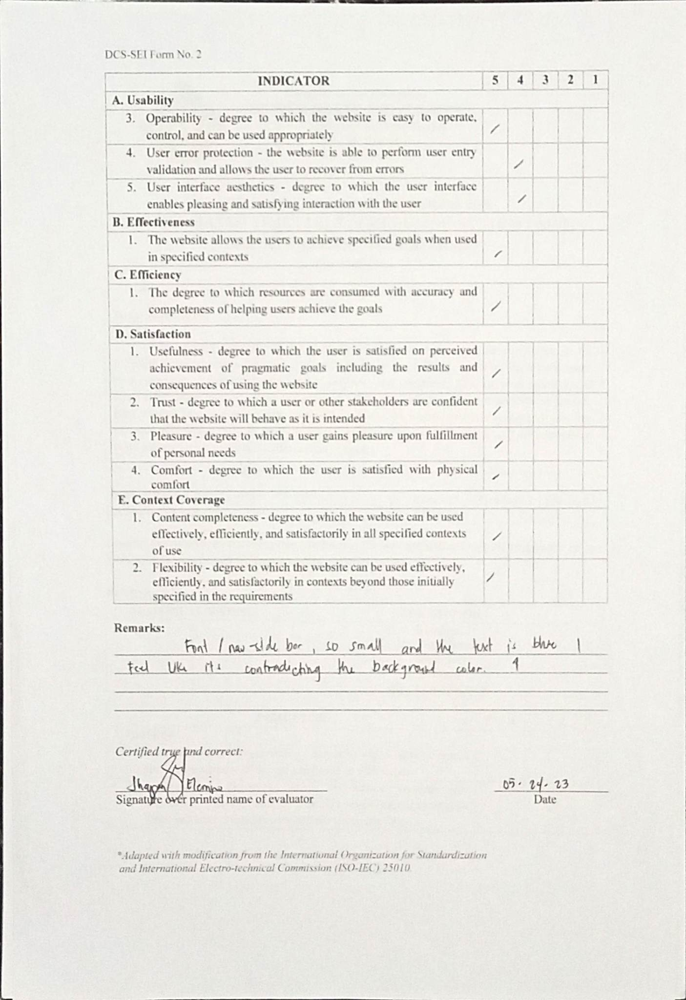 DCS-SEI Form No. 2
INDICATOR 5 4 3 2 1
A. Usability
3. Operability - degree to which the website is easy to operate,
control, and can be used appropriately
/
4. User error protection - the website is able to perform user entry
validation and allows the user to recover from errors
/
5. User interface aesthetics - degree to which the user interface
enables pleasing and satisfying interaction with the user
/
B. Effectiveness
1. The website allows the users to achieve specified goals when used
in specified contexts
/
C. Efficiency
1. The degree to which resources are consumed with accuracy and
completeness of helping users achieve the goals
/
D. Satisfaction
1. Usefulness - degree to which the user is satisfied on perceived
achievement of pragmatic goals including the results and
consequences of using the website
/
2. Trust - degree to which a user or other stakeholders are confident
that the website will behave as it is intended
/
3. Pleasure - degree to which a user gains pleasure upon fulfillment
of personal needs
/
4. Comfort - degree to which the user is satisfied with physical
comfort
/
E. Context Coverage
1. Content completeness - degree to which the website can be used
effectively, efficiently, and satisfactorily in all specified contexts
of use
/
2. Flexibility - degree to which the website can be used effectively,
efficiently, and satisfactorily in contexts beyond those initially
specified in the requirements
/
Remarks:
Font / nav-side bar, so small and the text is blue I
Feel like its contradicting the background color.
Certified true and correct:
Elemino
Signature over printed name of evaluator
05. 24. 23
Date
*Adapted with modification from the International Organization for Standardization
and International Electro-technical Commission (ISO-IEC) 25010.